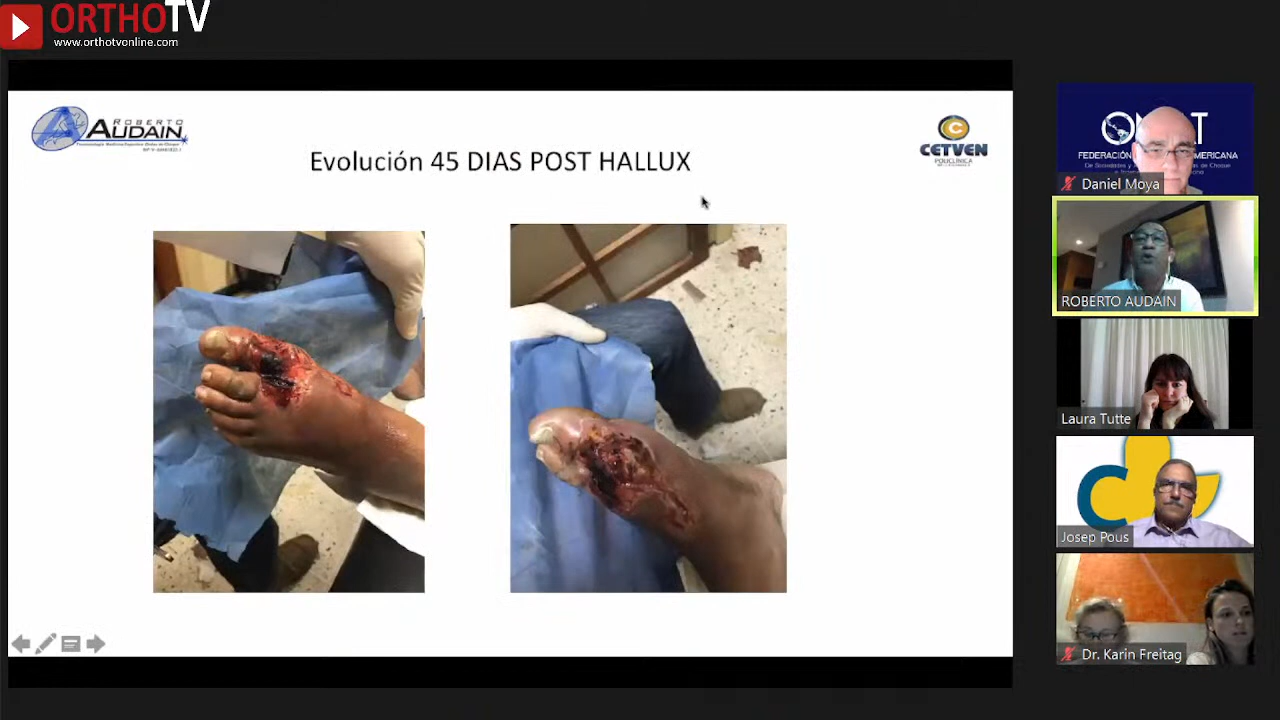 ORTHOTV
www.orthotvonline.com
ROBERTO
AUDAIN
CETVEN
POLICLÍNICA
Evolución 45 DIAS POST HALLUX
FEDERACIÓN
AMERICANA
Daniel Moya
ROBERTO AUDAIN
Laura Tutte
Josep Pous
Dr. Karin Freitag